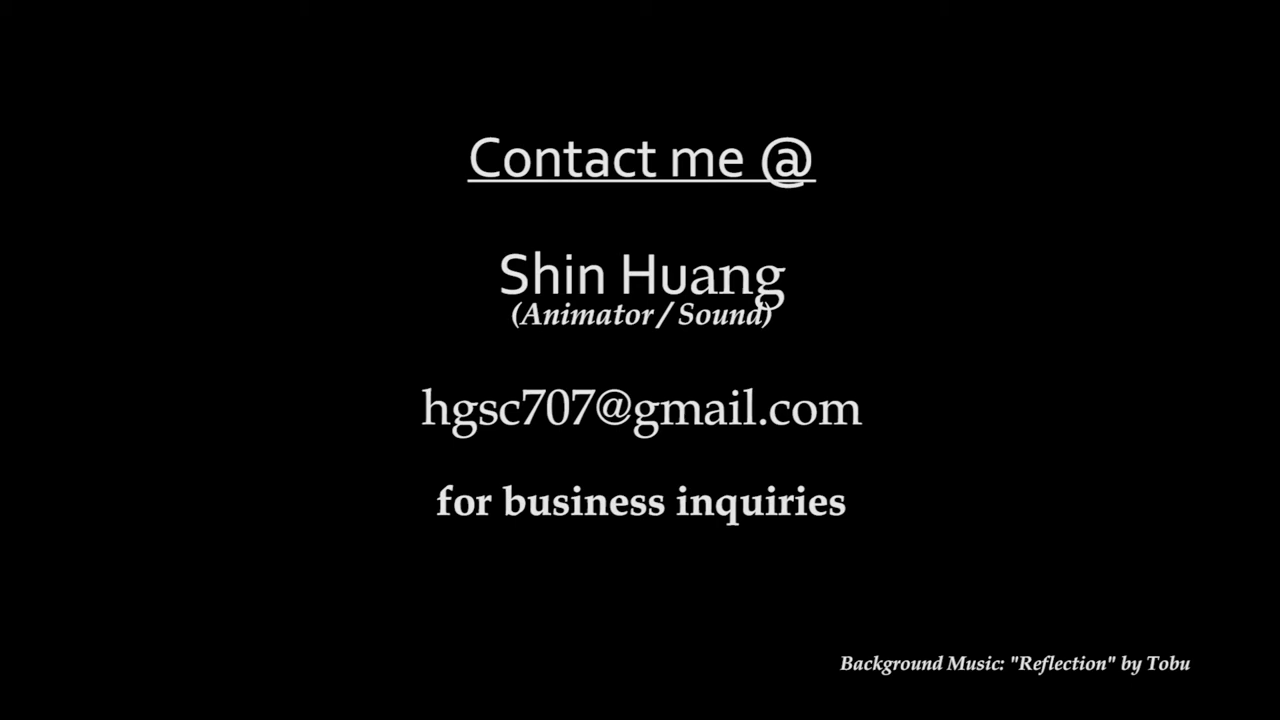 Contact me @
Shin Huang
(Animator / Sound)
hgsc707@gmail.com
for business inquiries
Background Music: "Reflection" by Tobu